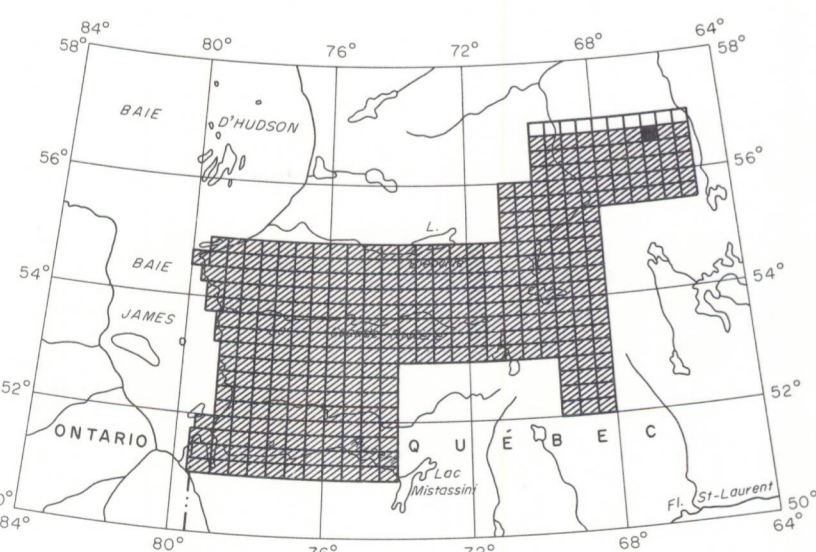 84°
58°
80°
76°
72°
68°
64°
58°
BAIE
D'HUDSON
56°
56°
L.
BAIE
54°
54°
JAMES
52°
52°
ONTARIO
QUÉBEC
Lac
Mistassini
Fl. St-Laurent
50°
84°
64°
80°
68°